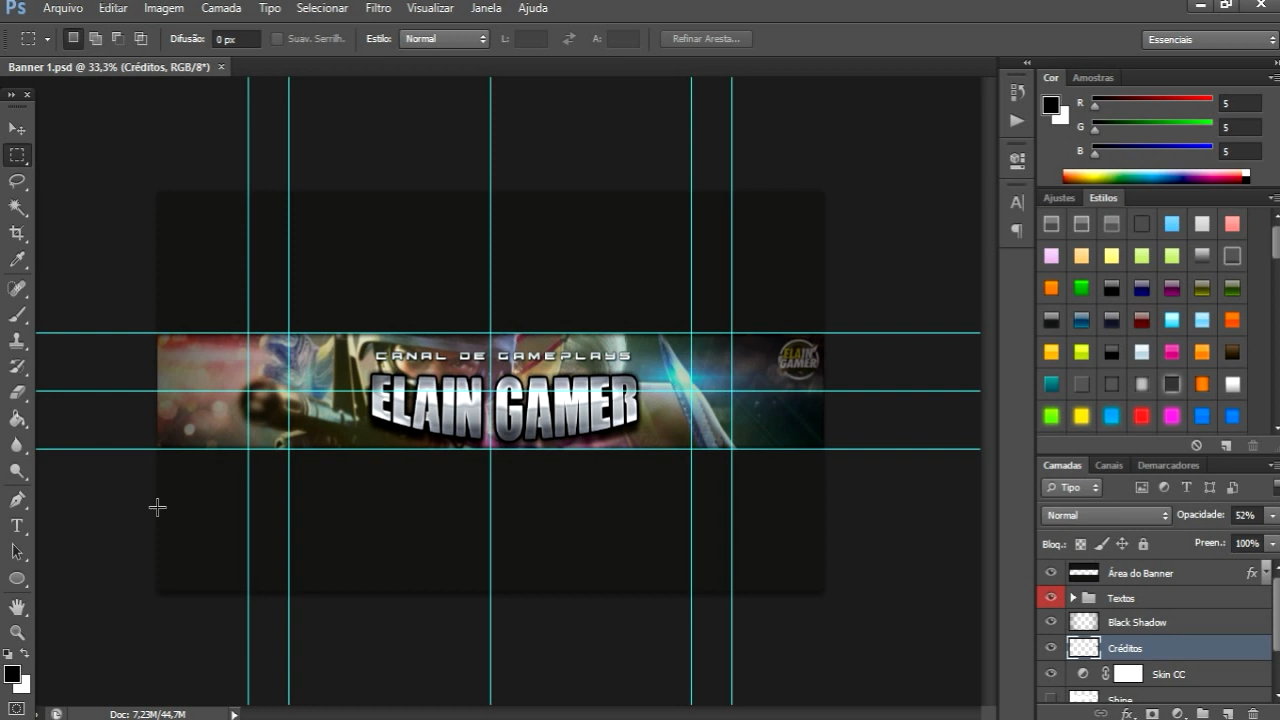 Ps Arquivo Editar Imagem Camada Tipo Selecionar Filtro Visualizar Janela Ajuda
Difusão: 0 px Suav. Serrilh. Estilo: Normal L: A: Refinar Aresta... Essenciais
Banner 1.psd @ 33,3% (Créditos, RGB/8*) ×
Cor Amostras
R 5
G 5
B 5
Ajustes Estilos
CANAL DE GAMEPLAYS
ELAIN GAMER
ELAIN
GAMER
Camadas Canais Demarcadores
Tipo
Normal Opacidade: 52%
Bloq.: Preen.: 100%
Área do Banner fx
Textos
Black Shadow
Créditos
Skin CC
Shine
Doc: 7,23M/44,7M